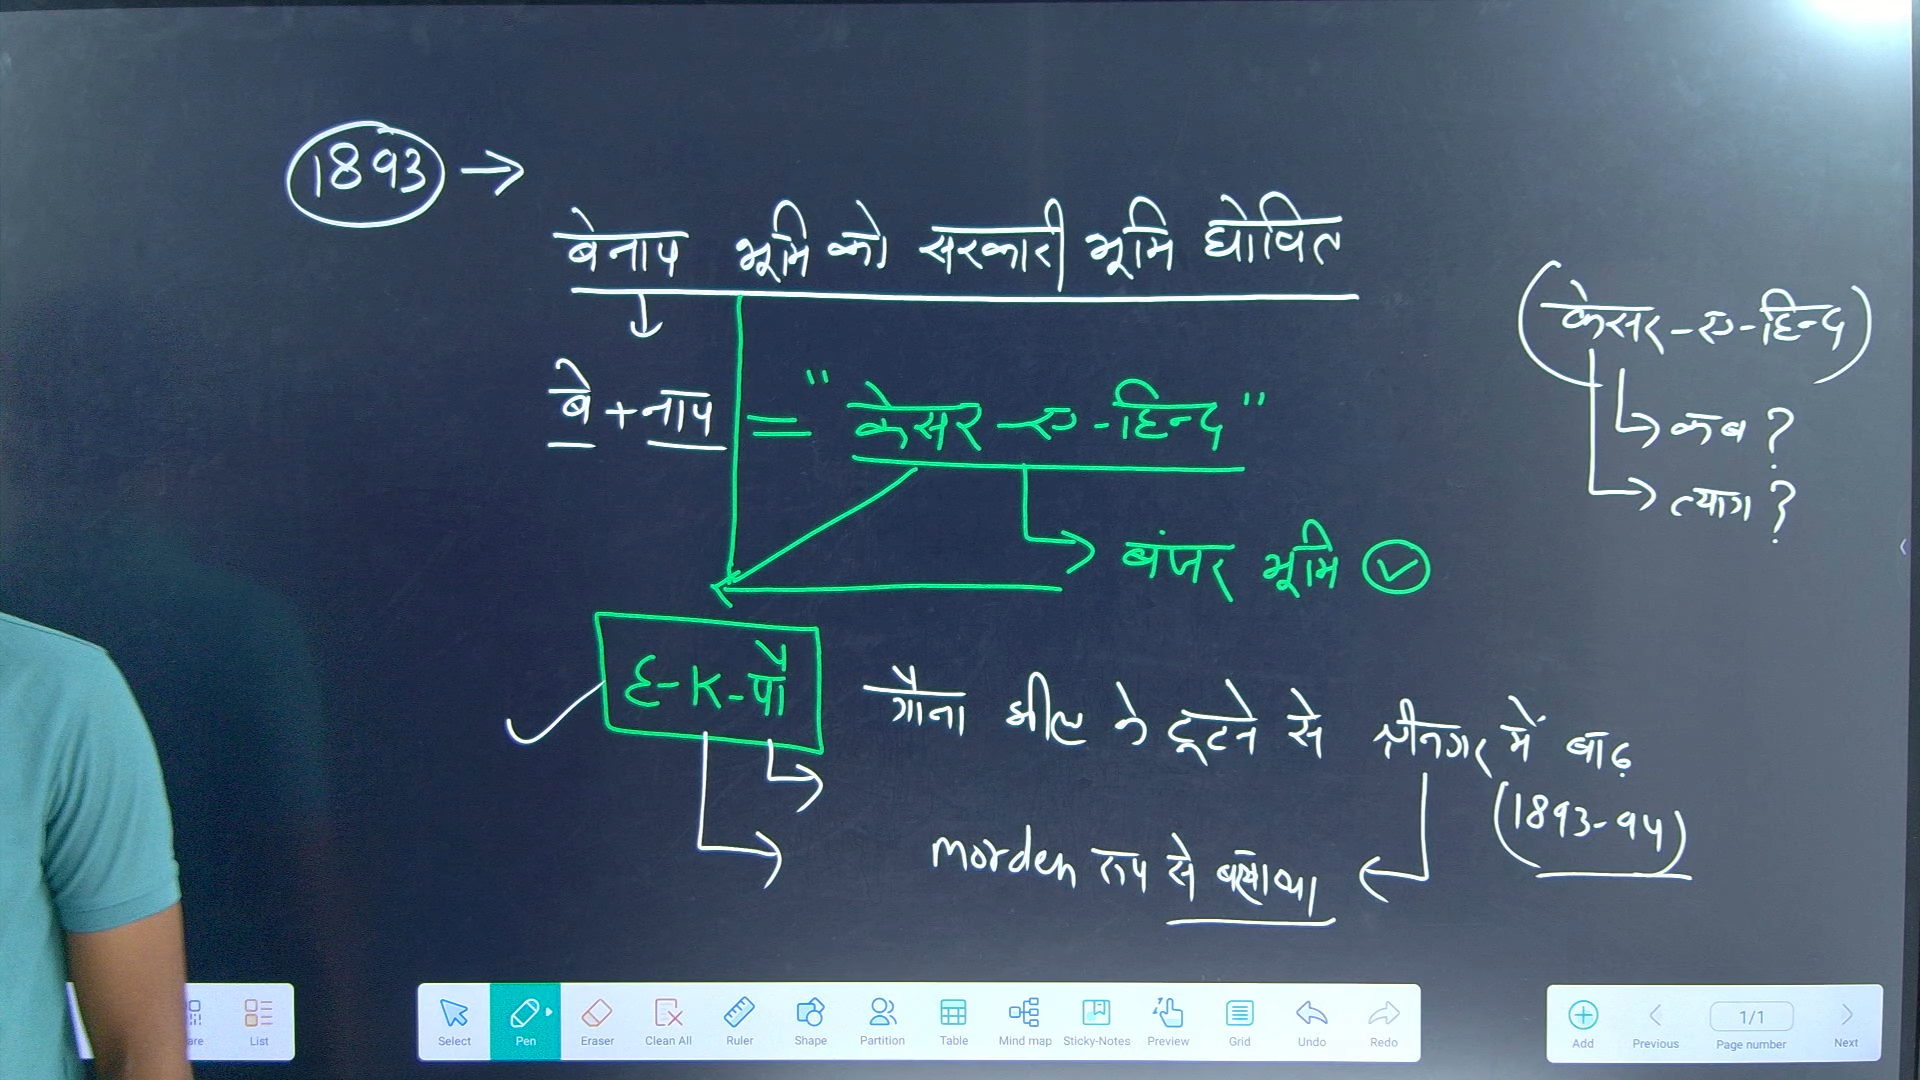 1893 →
बेनाप भूमि को सरकारी भूमि घोषित
बे + नाप = "केसर-ए-हिन्द"
बंजर भूमि
(केसर-ए-हिन्द)
कब ?
त्याग ?
E-K-पौ
गौना झील के टूटने से श्रीनगर में बाढ़
(1893-94)
morden रूप से बसाया
List
Select Pen Eraser Clean All Ruler Shape Partition Table Mind map Sticky-Notes Preview Grid Undo Redo
Add Previous 1/1 Page number Next